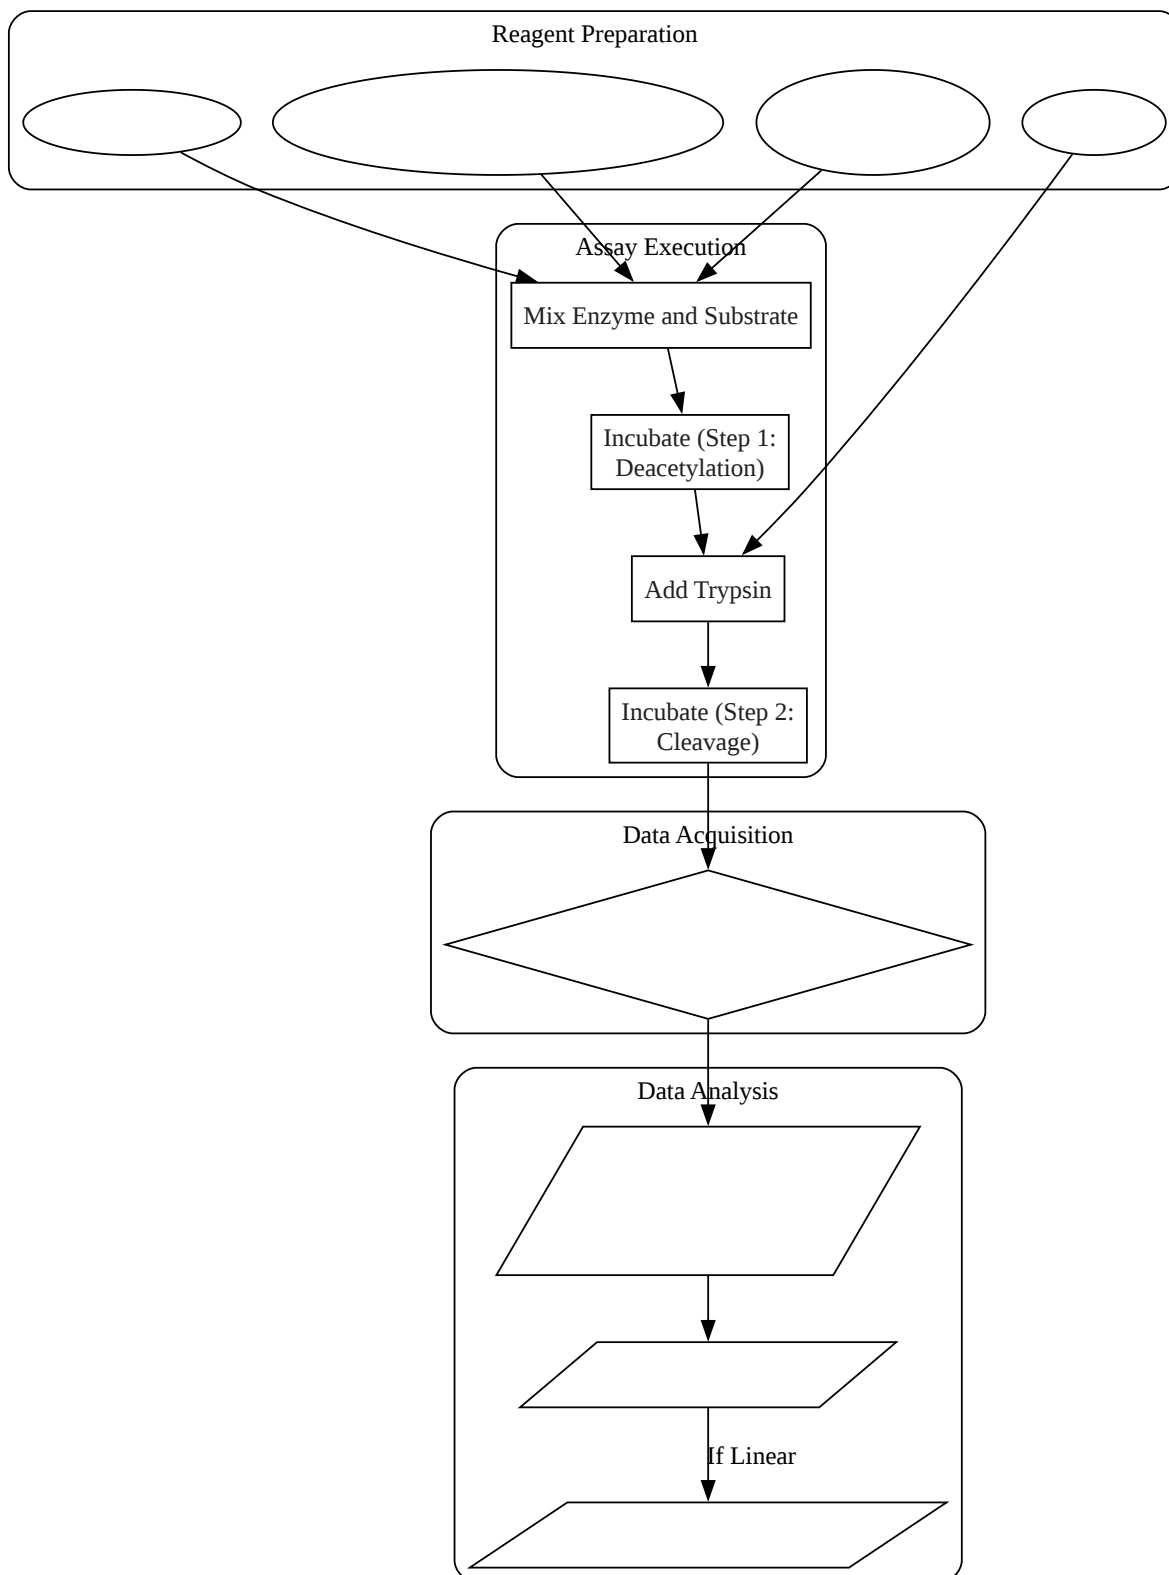 Reagent Preparation
Assay Execution
Mix Enzyme and Substrate
Incubate (Step 1:
Deacetylation)
Add Trypsin
Incubate (Step 2:
Cleavage)
Data Acquisition
Data Analysis
If Linear